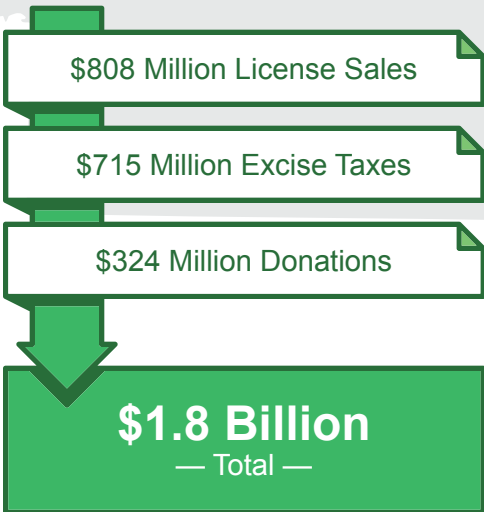 $808 Million License Sales
$715 Million Excise Taxes
$324 Million Donations
$1.8 Billion
— Total —